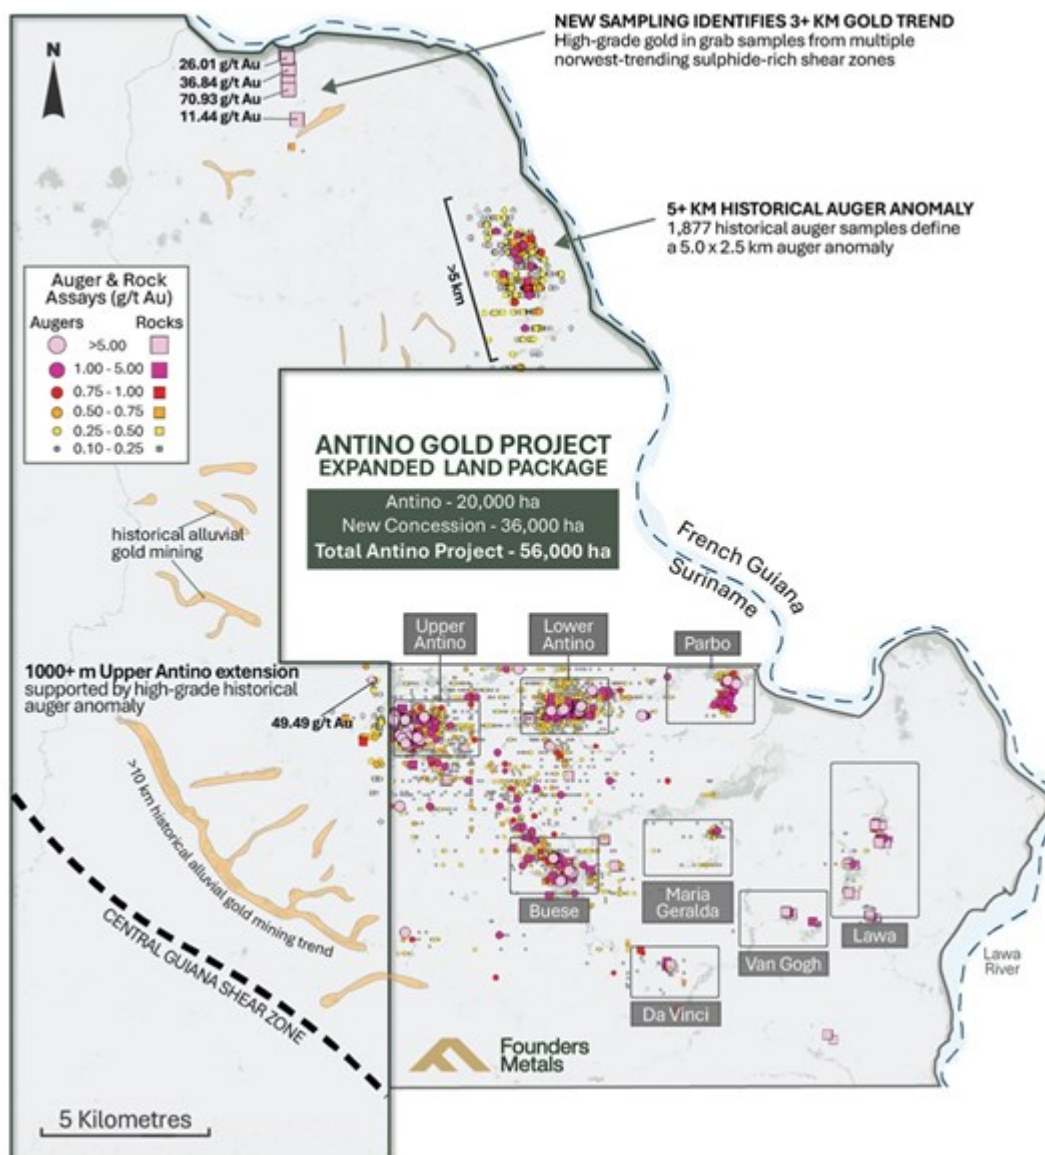 NEW SAMPLING IDENTIFIES 3+ KM GOLD TREND
High-grade gold in grab samples from multiple
norwest-trending sulphide-rich shear zones
N
26.01 g/t Au
36.84 g/t Au
70.93 g/t Au
11.44 g/t Au
5+ KM HISTORICAL AUGER ANOMALY
1,877 historical auger samples define
a 5.0 x 2.5 km auger anomaly
>5 km
Auger & Rock
Assays (g/t Au)
Augers Rocks
>5.00
1.00 - 5.00
0.75 - 1.00
0.50 - 0.75
0.25 - 0.50
0.10 - 0.25
ANTINO GOLD PROJECT
EXPANDED LAND PACKAGE
Antino - 20,000 ha
New Concession - 36,000 ha
Total Antino Project - 56,000 ha
historical alluvial
gold mining
French Guiana
Suriname
Upper
Antino
Lower
Antino
Parbo
1000+ m Upper Antino extension
supported by high-grade historical
auger anomaly
49.49 g/t Au
>10 km historical alluvial gold mining trend
CENTRAL GUIANA SHEAR ZONE
Buese
Maria
Geralda
Lawa
Van Gogh
Da Vinci
Lawa
River
Founders
Metals
5 Kilometres